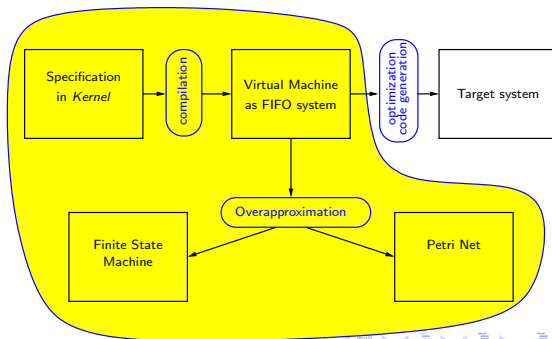 Specification
in Kernel
compilation
Virtual Machine
as FIFO system
optimization
code generation
Target system
Overapproximation
Finite State
Machine
Petri Net